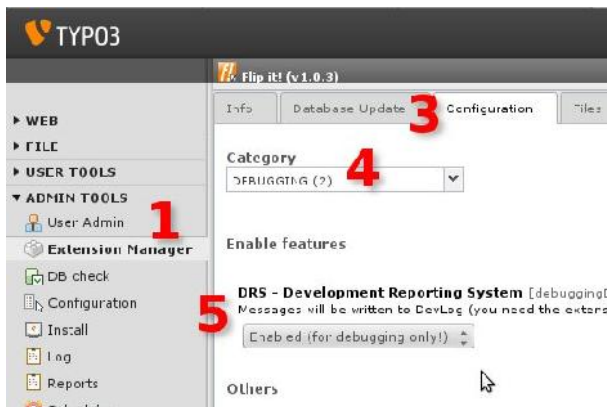 TYPO3
Flip it! (v1.0.3)
Info Database Update 3 Configuration Files
WEB
FILE
USER TOOLS
ADMIN TOOLS
1
User Admin
Extension Manager
DB check
Configuration
Install
Log
Reports
Category
DEBUGGING (2)
4
Enable features
DRS - Development Reporting System
Messages will be written to DevLog (you need the
5
Enabled (for debugging only!)
Others